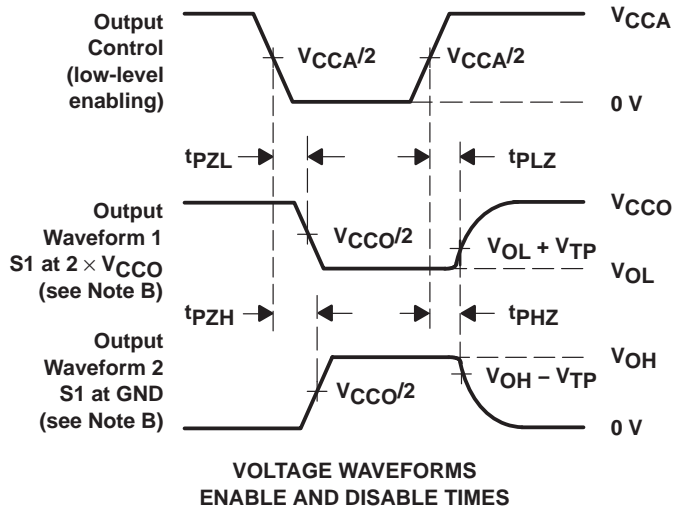 Output
Control
(low-level
enabling)
VCCA/2
VCCA/2
VCCA
0 V
tPZL
tPLZ
Output
Waveform 1
S1 at 2 × VCCO
(see Note B)
VCCO/2
VCCO
VOL + VTP
VOL
tPZH
tPHZ
Output
Waveform 2
S1 at GND
(see Note B)
VCCO/2
VOH
VOH − VTP
0 V
VOLTAGE WAVEFORMS
ENABLE AND DISABLE TIMES